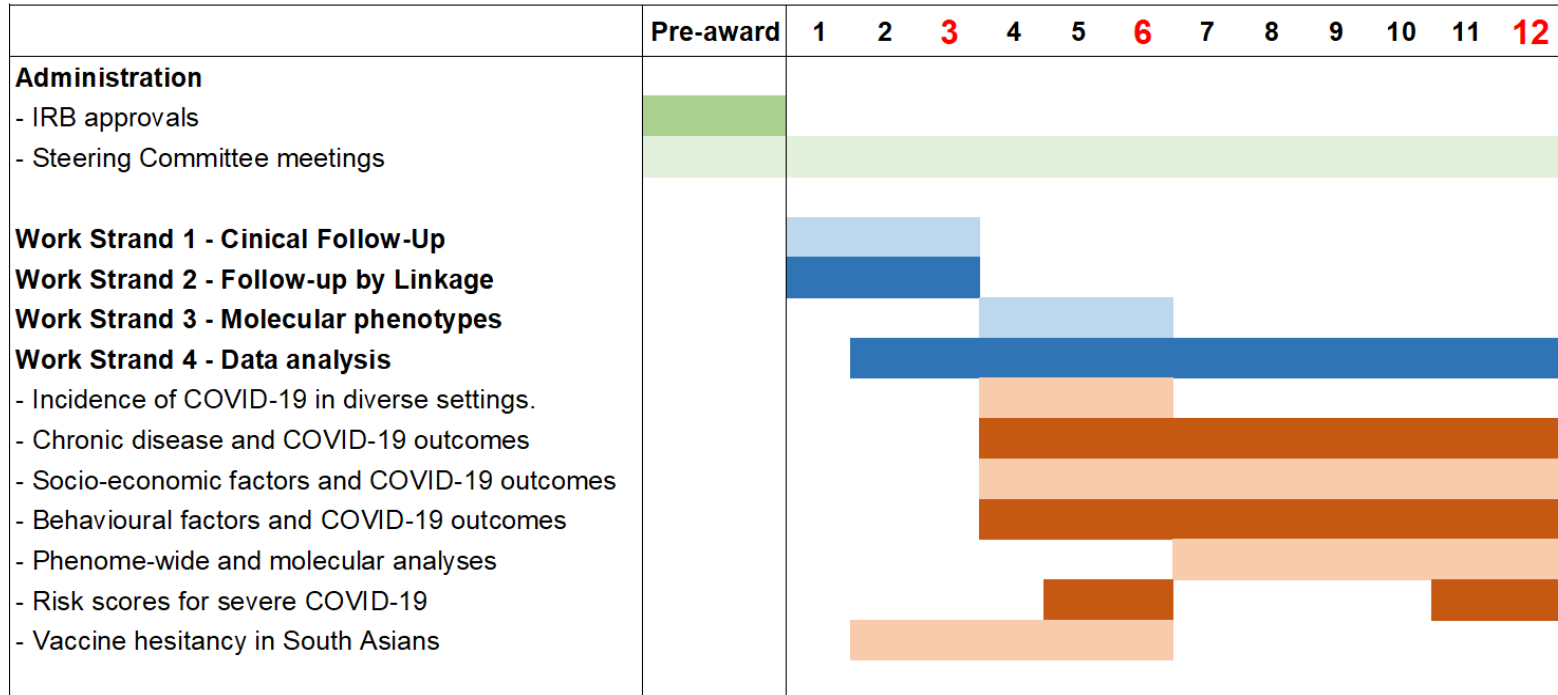 Pre-award 1 2 3 4 5 6 7 8 9 10 11 12
Administration
- IRB approvals
- Steering Committee meetings
Work Strand 1 - Cinical Follow-Up
Work Strand 2 - Follow-up by Linkage
Work Strand 3 - Molecular phenotypes
Work Strand 4 - Data analysis
- Incidence of COVID-19 in diverse settings.
- Chronic disease and COVID-19 outcomes
- Socio-economic factors and COVID-19 outcomes
- Behavioural factors and COVID-19 outcomes
- Phenome-wide and molecular analyses
- Risk scores for severe COVID-19
- Vaccine hesitancy in South Asians